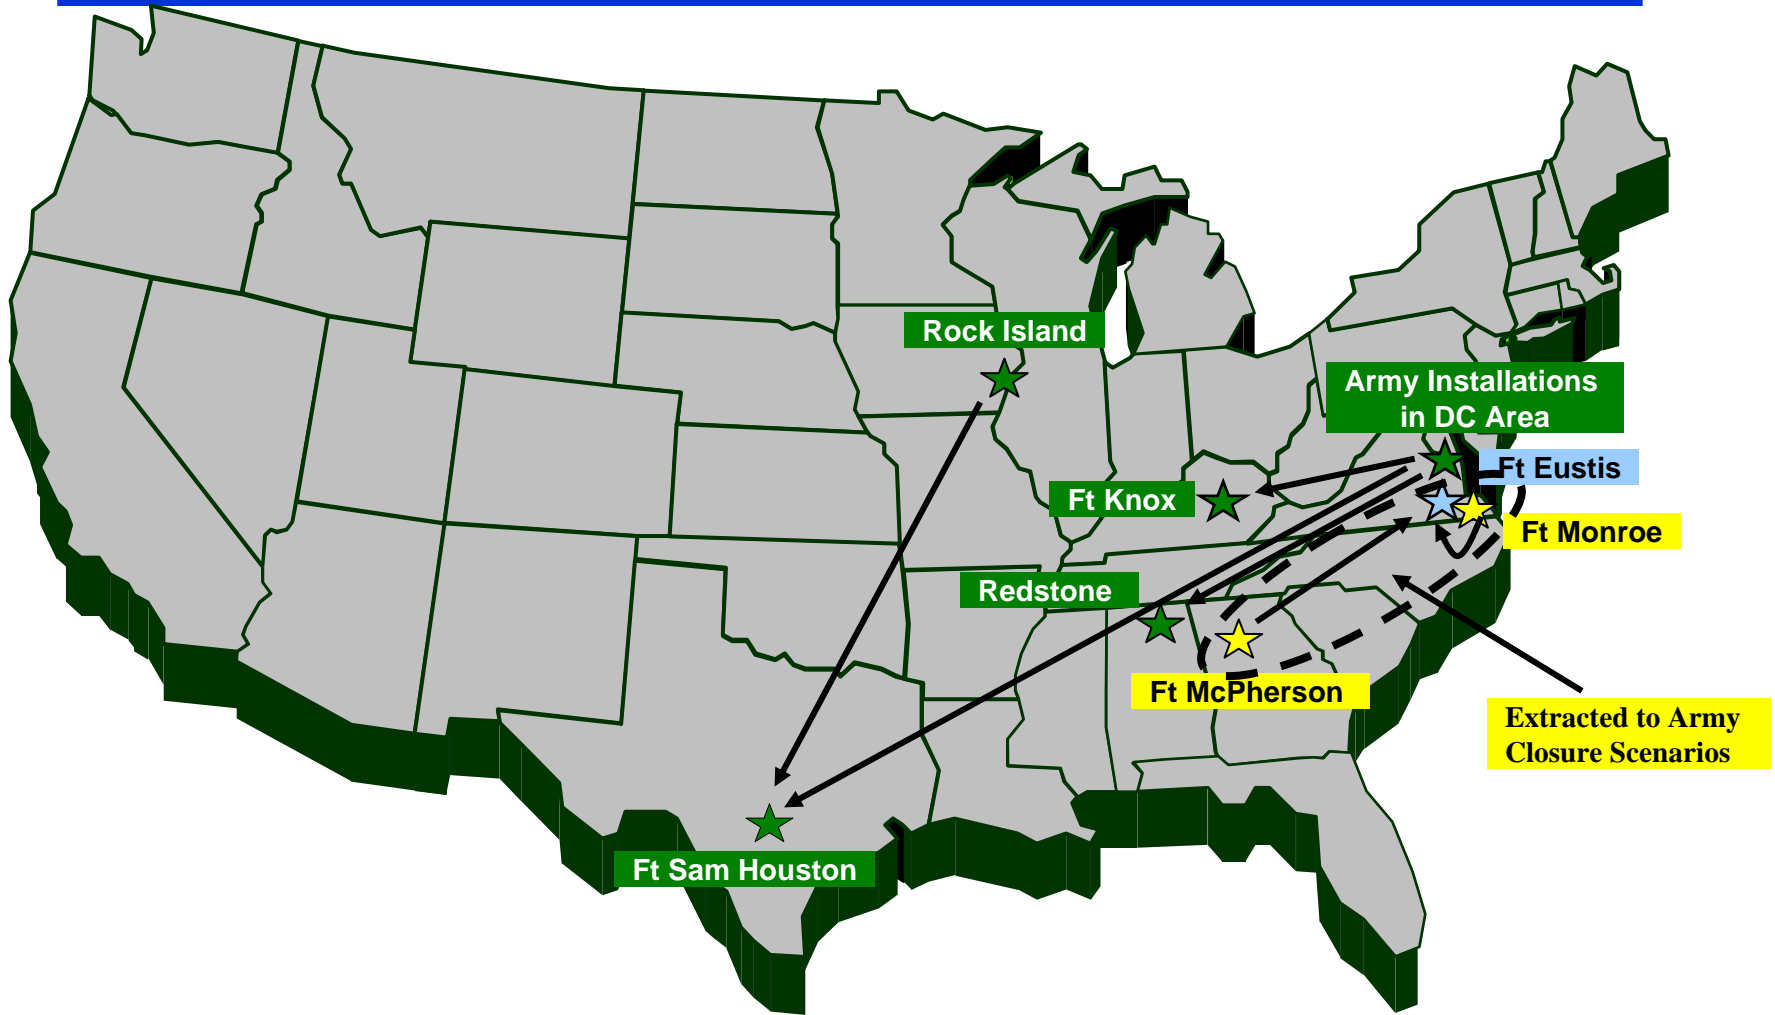 Rock Island
Army Installations
in DC Area
Ft Eustis
Ft Knox
Ft Monroe
Redstone
Ft McPherson
Extracted to Army
Closure Scenarios
Ft Sam Houston